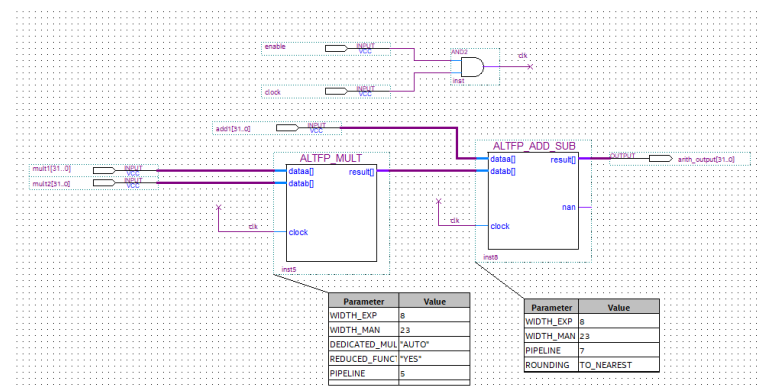 enable
INPUT
VCC
AND2
clk
inst
clock
INPUT
VCC
add1[31..0]
INPUT
VCC
ALTFP_MULT
ALTFP_ADD_SUB
mult1[31..0]
INPUT
VCC
mult2[31..0]
INPUT
VCC
dataa[]
result[]
datab[]
clk
clock
inst5
dataa[]
result[]
datab[]
OUTPUT
arith_output[31..0]
nan
clk
clock
inst6
Parameter Value
WIDTH_EXP 8
WIDTH_MAN 23
DEDICATED_MUL "AUTO"
REDUCED_FUNCT "YES"
PIPELINE 5
Parameter Value
WIDTH_EXP 8
WIDTH_MAN 23
PIPELINE 7
ROUNDING TO_NEAREST